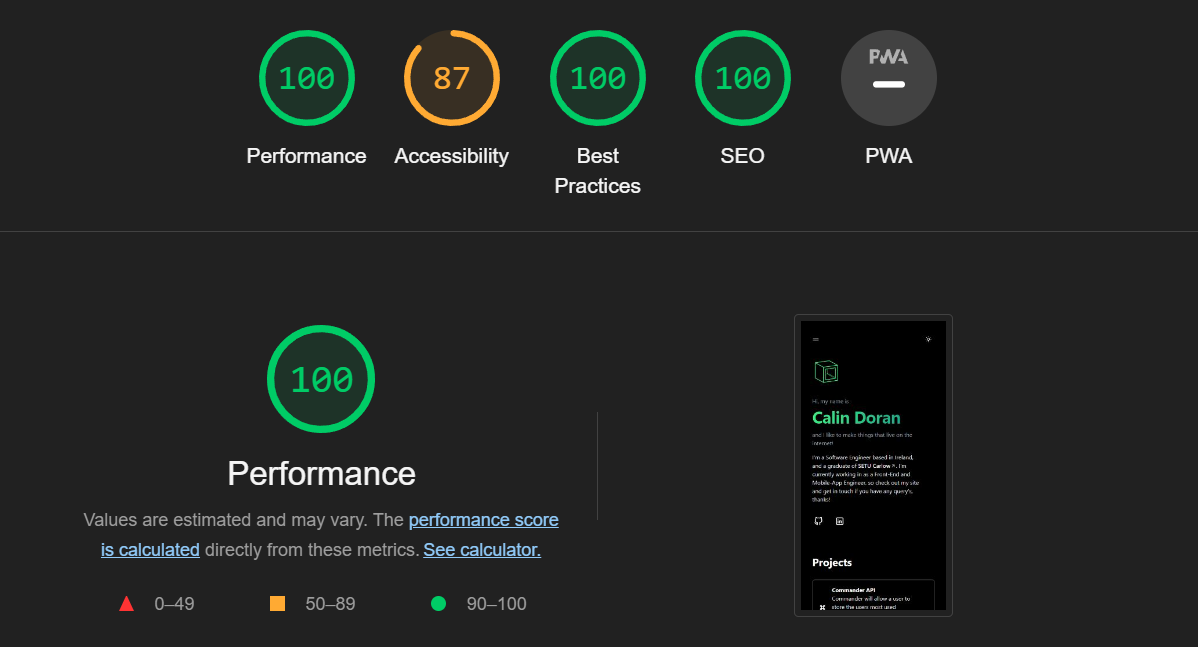 100
87
100
100
PWA
Performance
Accessibility
Best
Practices
SEO
PWA
100
Performance
Values are estimated and may vary. The performance score
is calculated directly from these metrics. See calculator.
0–49
50–89
90–100
Hi, my name is
Calin Doran
and I like to make things that live on the
internet!
I'm a Software Engineer based in Ireland,
and a graduate of SETU Carlow. I'm
currently working in as a Front-End and
Mobile-App Engineer, so check out my site
and get in touch if you have any query's,
thanks!
Projects
Commander API
Commander will allow a user to
store the users most used